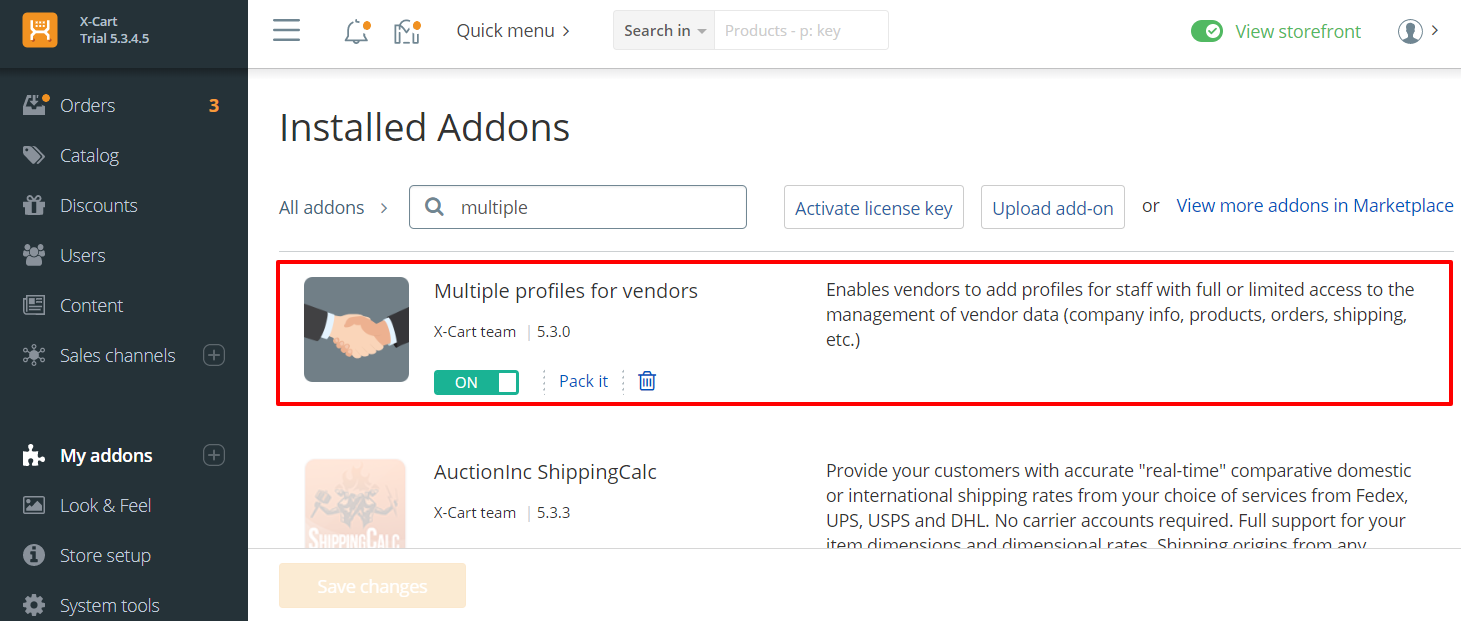 X-Cart
Trial 5.3.4.5
Quick menu
Search in
Products - p: key
View storefront
Orders 3
Catalog
Discounts
Users
Content
Sales channels
My addons
Look & Feel
Store setup
System tools
Installed Addons
All addons
multiple
Activate license key
Upload add-on
or
View more addons in Marketplace
Multiple profiles for vendors
X-Cart team | 5.3.0
ON
Pack it
Enables vendors to add profiles for staff with full or limited access to the
management of vendor data (company info, products, orders, shipping,
etc.)
SHIPPINGCALC
AuctionInc ShippingCalc
X-Cart team | 5.3.3
Provide your customers with accurate "real-time" comparative domestic
or international shipping rates from your choice of services from Fedex,
UPS, USPS and DHL. No carrier accounts required. Full support for your
item dimensions and dimensional rates. Shipping origins from any
Save changes